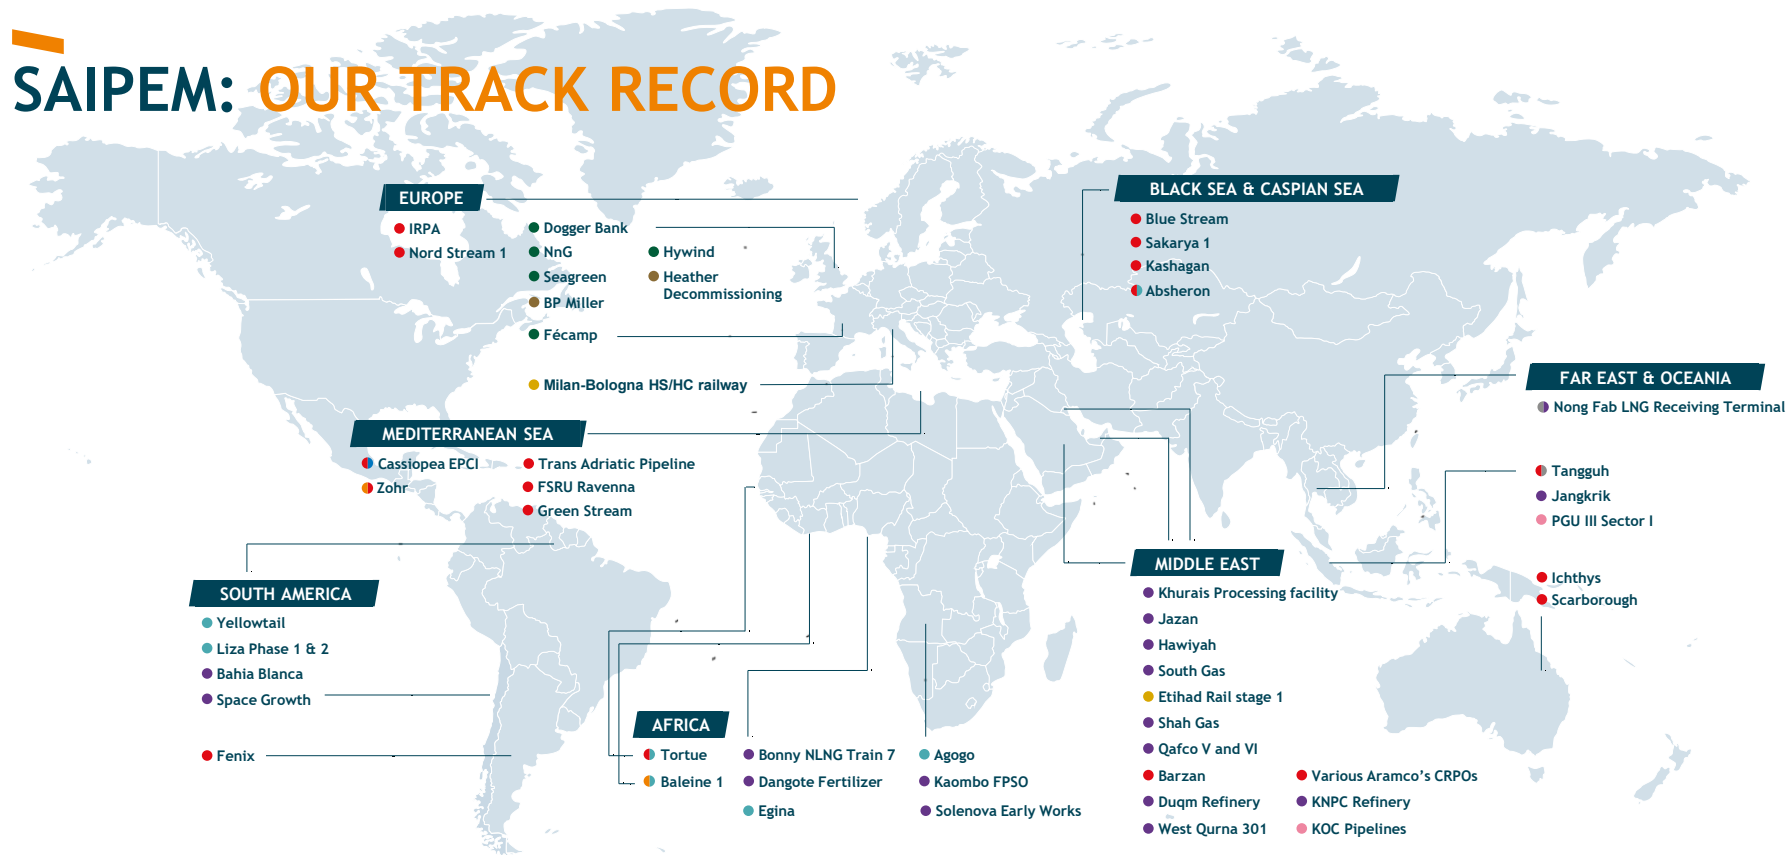 SAIPEM: OUR TRACK RECORD
EUROPE
IRPA
Nord Stream 1
Dogger Bank
NnG
Seagreen
BP Miller
Fécamp
Milan-Bologna HS/HC railway
Hywind
Heather
Decommissioning
MEDITERRANEAN SEA
Cassiopea EPCI
Zohr
Trans Adriatic Pipeline
FSRU Ravenna
Green Stream
SOUTH AMERICA
Yellowtail
Liza Phase 1 & 2
Bahia Blanca
Space Growth
Fenix
AFRICA
Tortue
Baleine 1
Bonny NLNG Train 7
Dangote Fertilizer
Egina
Agogo
Kaombo FPSO
Solenova Early Works
BLACK SEA & CASPIAN SEA
Blue Stream
Sakarya 1
Kashagan
Absheron
MIDDLE EAST
Khurais Processing facility
Jazan
Hawiyah
South Gas
Etihad Rail stage 1
Shah Gas
Qafco V and VI
Barzan
Duqm Refinery
West Qurna 301
Various Aramco's CRPOs
KNPC Refinery
KOC Pipelines
FAR EAST & OCEANIA
Nong Fab LNG Receiving Terminal
Tangguh
Jangkrik
PGU III Sector I
Ichthys
Scarborough